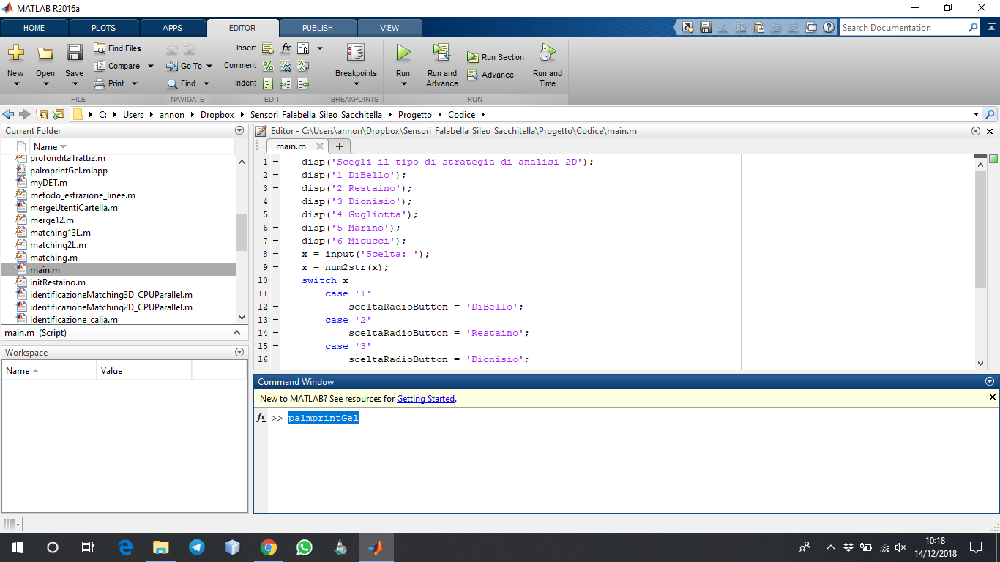 MATLAB R2016a
HOME PLOTS APPS EDITOR PUBLISH VIEW
Search Documentation
New Open Save
Find Files
Compare
Print
Go To
Find
Insert fx
Comment
Indent
Breakpoints
Run
Run and Advance
Run Section
Advance
Run and Time
FILE NAVIGATE EDIT BREAKPOINTS RUN
C: Users annon Dropbox Sensori_Falabella_Sileo_Sacchitella Progetto Codice
Current Folder
Name
profonditaTratti2.m
palmprintGel.mlapp
myDET.m
metodo_estrazione_linee.m
mergeUtentiCartella.m
merge12.m
matching13L.m
matching2L.m
matching.m
main.m
initRestaino.m
identificazioneMatching3D_CPUParallel.m
identificazioneMatching2D_CPUParallel.m
identificazione_calia.m
main.m (Script)
Workspace
Name Value
Editor - C:\Users\annon\Dropbox\Sensori_Falabella_Sileo_Sacchitella\Progetto\Codice\main.m
main.m
1 disp('Scegli il tipo di strategia di analisi 2D');
2 disp('1 DiBello');
3 disp('2 Restaino');
4 disp('3 Dionisio');
5 disp('4 Gugliotta');
6 disp('5 Marino');
7 disp('6 Micucci');
8 x = input('Scelta: ');
9 x = num2str(x);
10 switch x
11 case '1'
12 sceltaRadioButton = 'DiBello';
13 case '2'
14 sceltaRadioButton = 'Restaino';
15 case '3'
16 sceltaRadioButton = 'Dionisio';
Command Window
New to MATLAB? See resources for Getting Started.
fx >> palmprintGel
10:18
14/12/2018